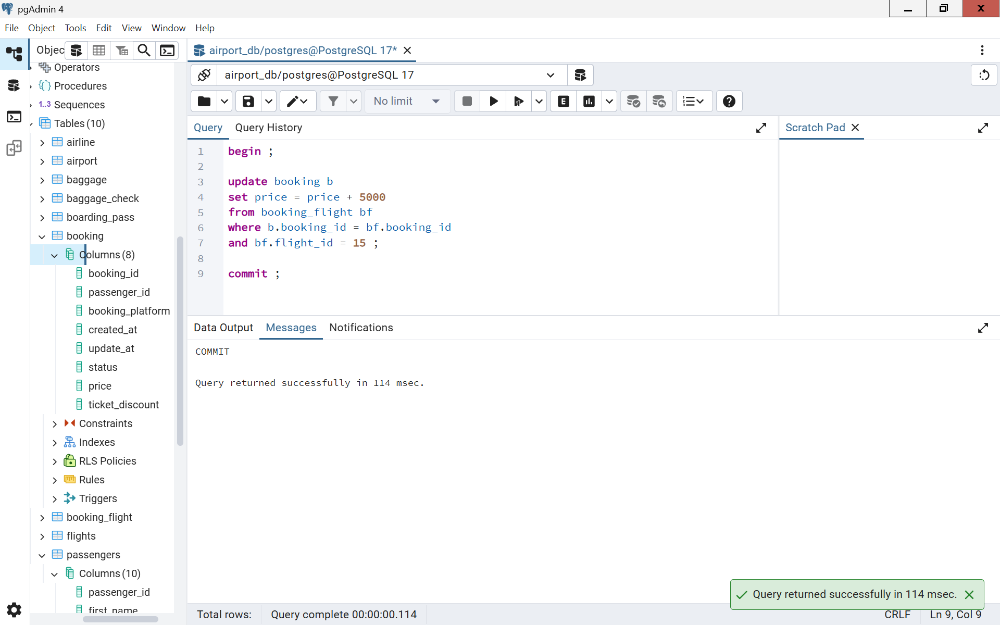 pgAdmin 4
File Object Tools Edit View Window Help
Objec
airport_db/postgres@PostgreSQL 17*
airport_db/postgres@PostgreSQL 17
No limit
E
Query Query History
Scratch Pad
Operators
Procedures
1..3 Sequences
Tables (10)
airline
airport
baggage
baggage_check
boarding_pass
booking
Columns (8)
booking_id
passenger_id
booking_platform
created_at
update_at
status
price
ticket_discount
Constraints
Indexes
RLS Policies
Rules
Triggers
booking_flight
flights
passengers
Columns (10)
passenger_id
first_name
1 begin ;
2
3 update booking b
4 set price = price + 5000
5 from booking_flight bf
6 where b.booking_id = bf.booking_id
7 and bf.flight_id = 15 ;
8
9 commit ;
Data Output Messages Notifications
COMMIT
Query returned successfully in 114 msec.
Query returned successfully in 114 msec.
Total rows: Query complete 00:00:00.114 CRLF Ln 9, Col 9